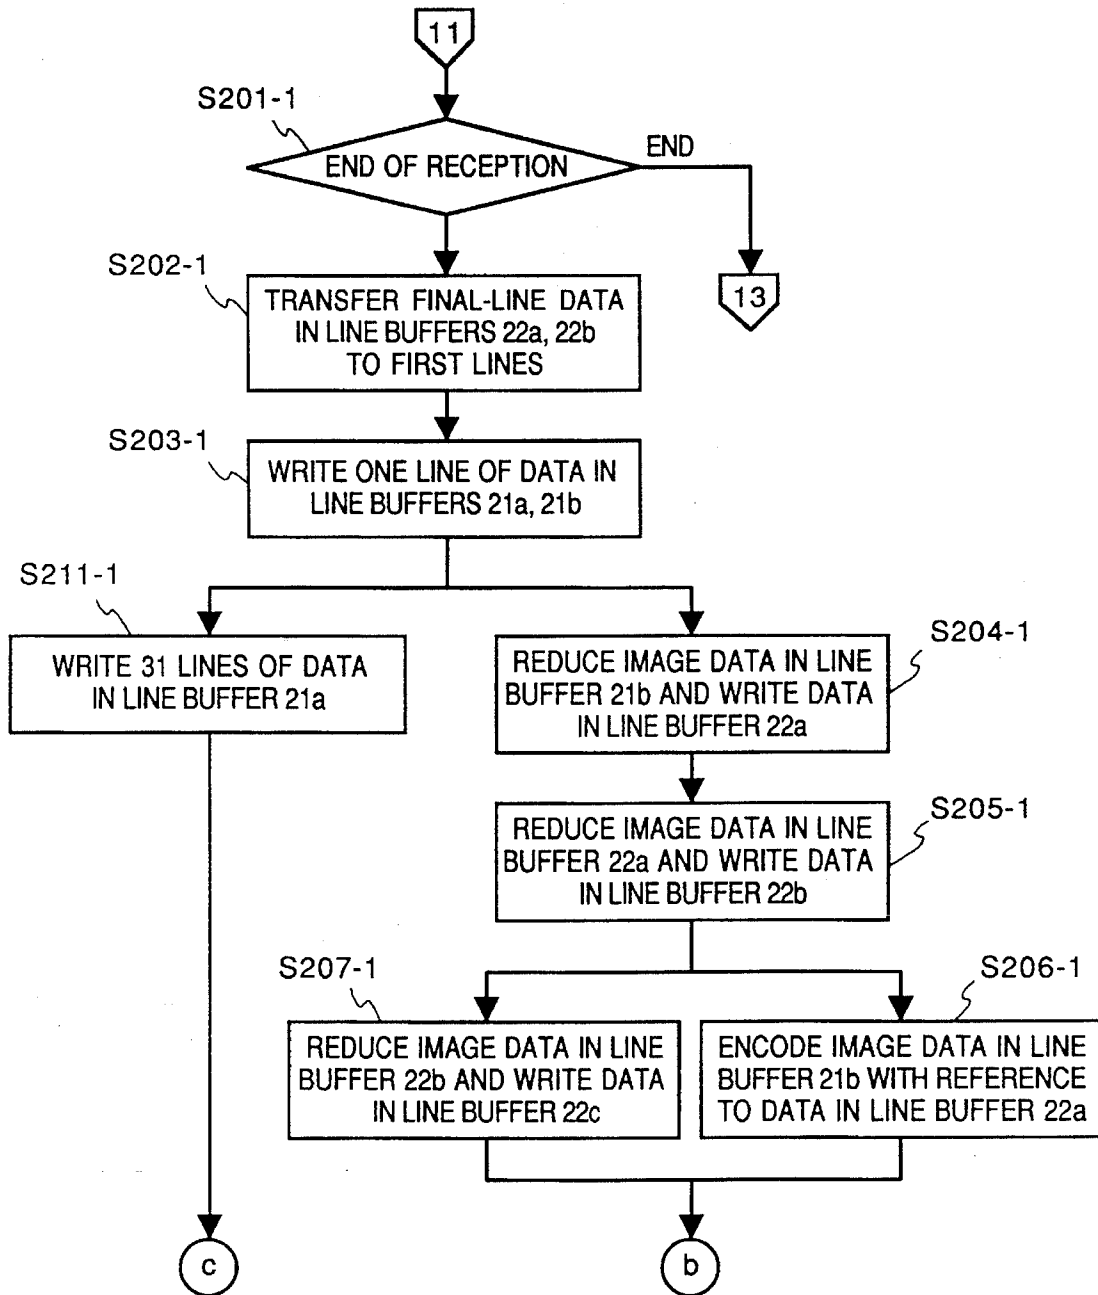 11
S201-1
END OF RECEPTION
END
S202-1
TRANSFER FINAL-LINE DATA
IN LINE BUFFERS 22a, 22b
TO FIRST LINES
13
S203-1
WRITE ONE LINE OF DATA IN
LINE BUFFERS 21a, 21b
S211-1
WRITE 31 LINES OF DATA
IN LINE BUFFER 21a
S204-1
REDUCE IMAGE DATA IN LINE
BUFFER 21b AND WRITE DATA
IN LINE BUFFER 22a
S205-1
REDUCE IMAGE DATA IN LINE
BUFFER 22a AND WRITE DATA
IN LINE BUFFER 22b
S207-1
REDUCE IMAGE DATA IN LINE
BUFFER 22b AND WRITE DATA
IN LINE BUFFER 22c
S206-1
ENCODE IMAGE DATA IN LINE
BUFFER 21b WITH REFERENCE
TO DATA IN LINE BUFFER 22a
c
b